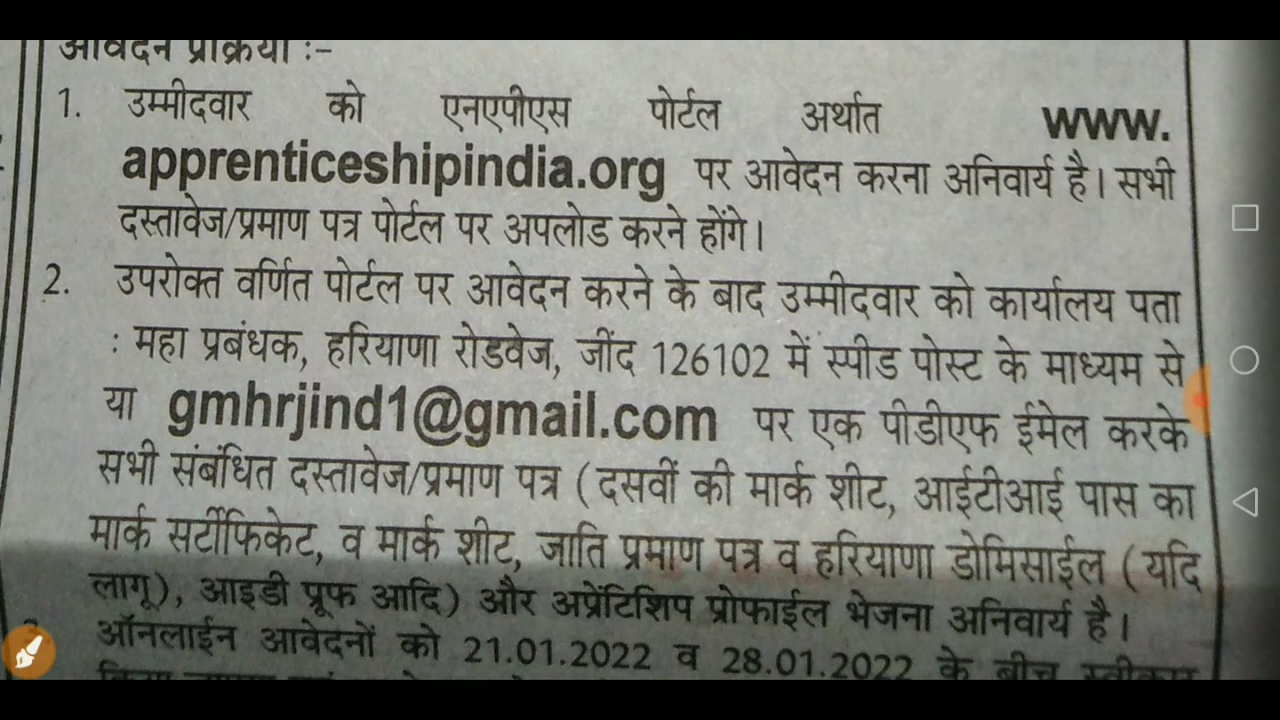 आवेदन प्रक्रिया :-
1. उम्मीदवार को एनएपीएस पोर्टल अर्थात www.
apprenticeshipindia.org पर आवेदन करना अनिवार्य है। सभी
दस्तावेज/प्रमाण पत्र पोर्टल पर अपलोड करने होंगे।
2. उपरोक्त वर्णित पोर्टल पर आवेदन करने के बाद उम्मीदवार को कार्यालय पता
: महा प्रबंधक, हरियाणा रोडवेज, जींद 126102 में स्पीड पोस्ट के माध्यम से
या gmhrjind1@gmail.com पर एक पीडीएफ ईमेल करके
सभी संबंधित दस्तावेज/प्रमाण पत्र (दसवीं की मार्क शीट, आईटीआई पास का
मार्क सर्टीफिकेट, व मार्क शीट, जाति प्रमाण पत्र व हरियाणा डोमिसाईल (यदि
लागू), आइडी प्रूफ आदि) और अप्रेंटिशिप प्रोफाईल भेजना अनिवार्य है।
ऑनलाईन आवेदनों को 21.01.2022 व 28.01.2022 के बीच स्वीकार